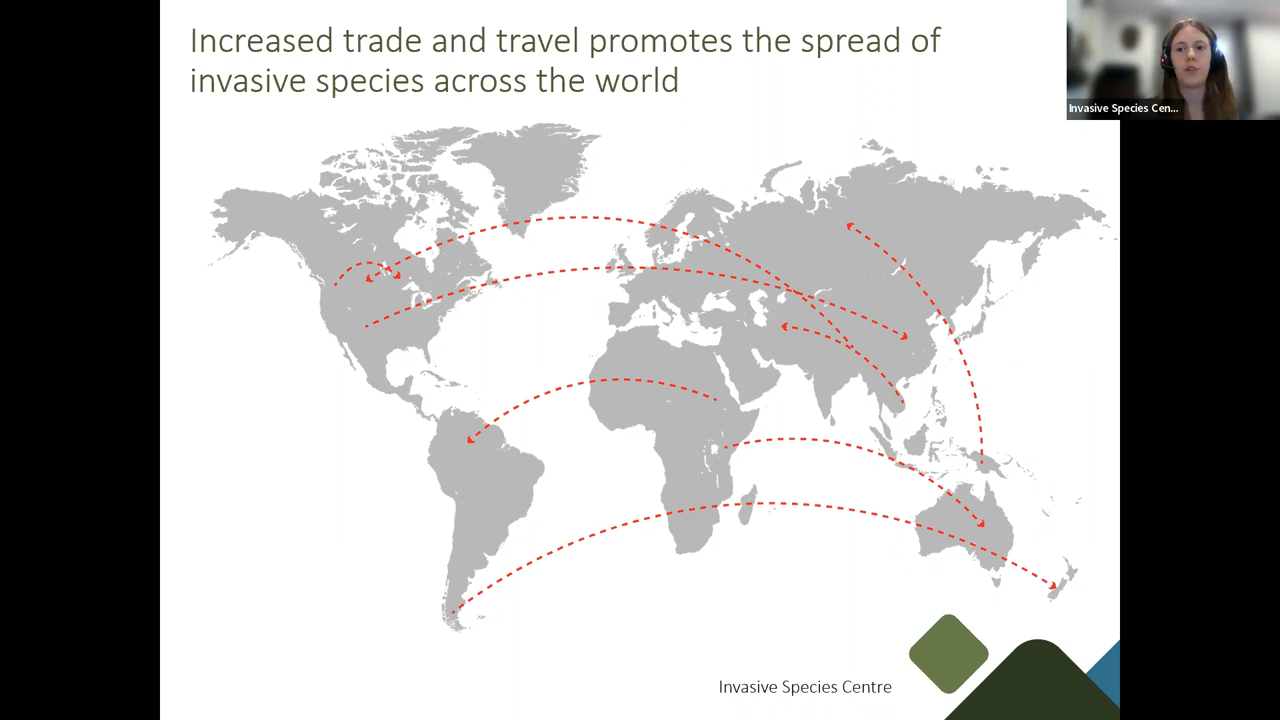 Increased trade and travel promotes the spread of
invasive species across the world
Invasive Species Cen...
Invasive Species Centre